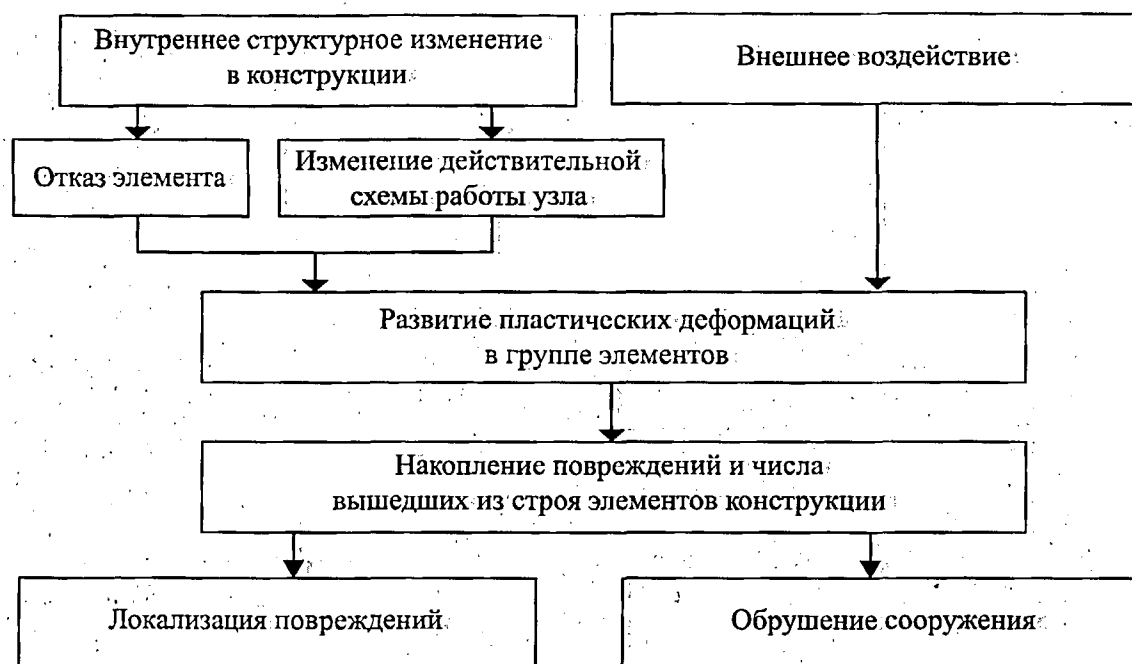 Внутреннее структурное изменение
в конструкции
Внешнее воздействие
Отказ элемента
Изменение действительной
схемы работы узла
Развитие пластических деформаций
в группе элементов
Накопление повреждений и числа
вышедших из строя элементов конструкции
Локализация повреждений
Обрушение сооружения